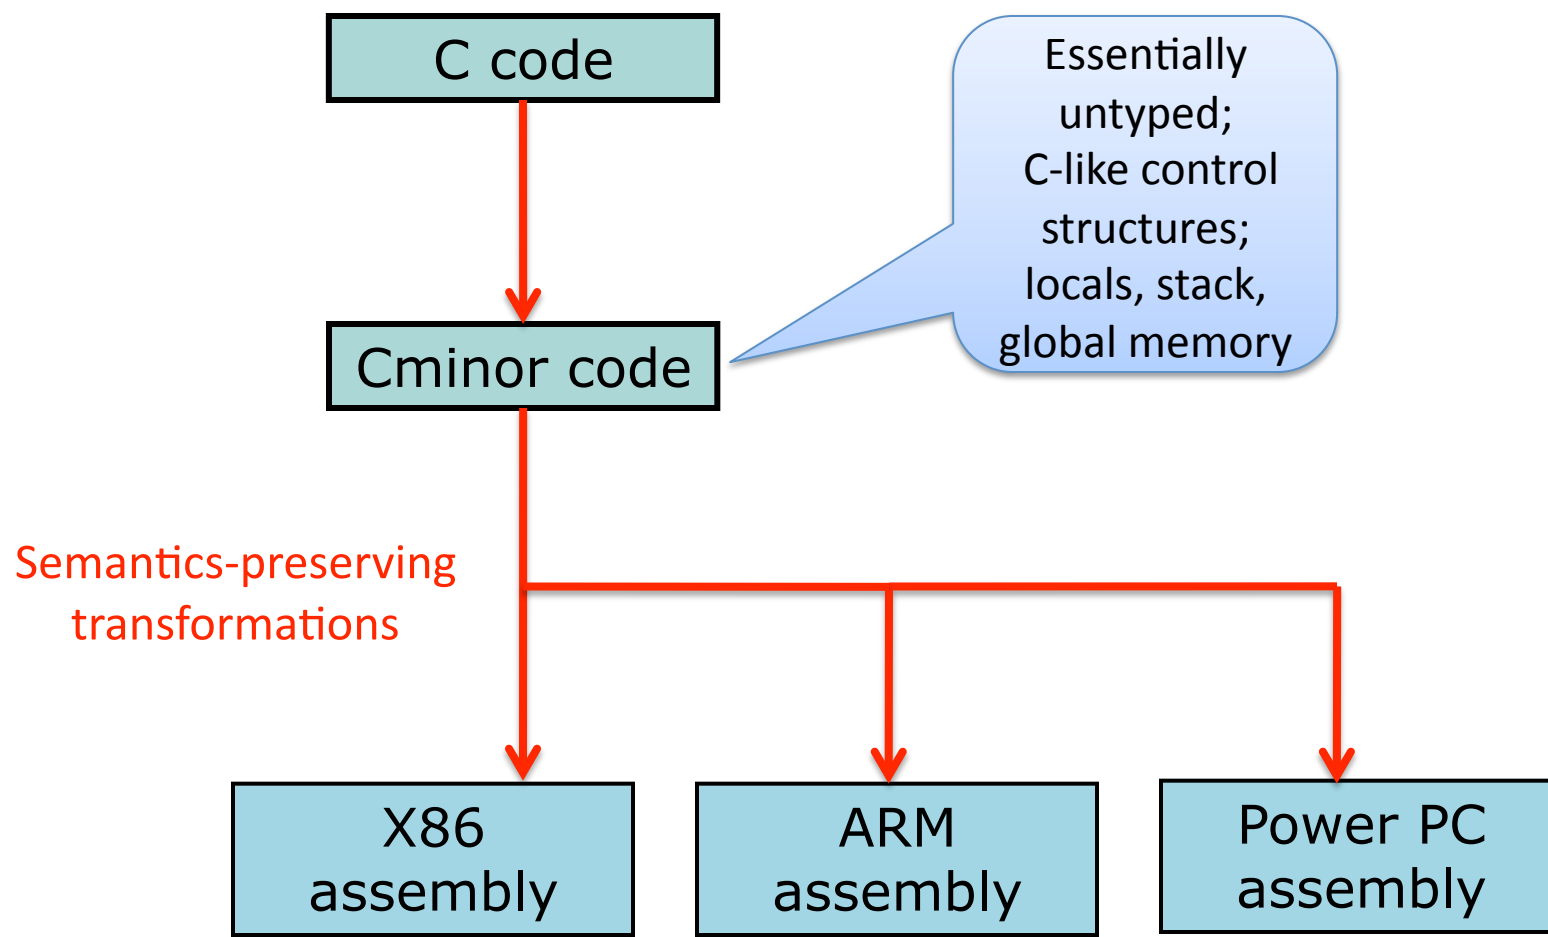 C code
Essentially
untyped;
C-like control
structures;
locals, stack,
global memory
Cminor code
Semantics-preserving
transformations
X86
assembly
ARM
assembly
Power PC
assembly